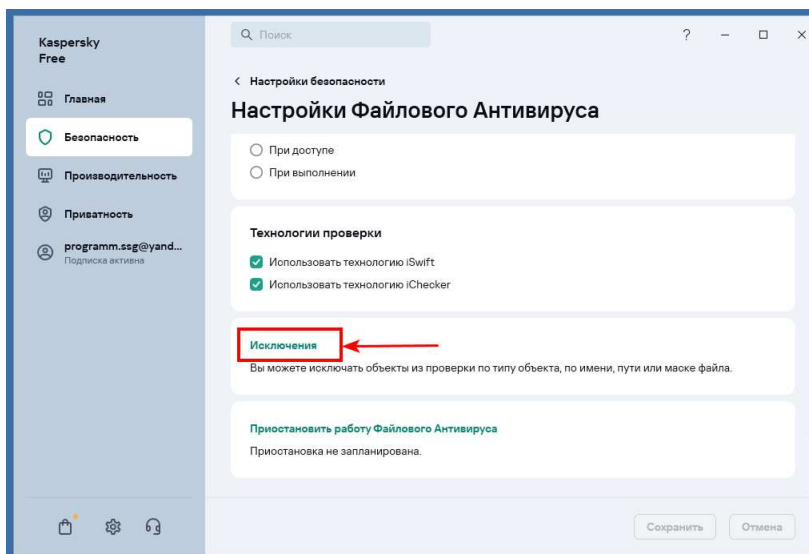 Kaspersky
Free
Поиск
?
Главная
Безопасность
Производительность
Приватность
programm.ssg@yand...
Подписка активна
Настройки безопасности
Настройки Файлового Антивируса
При доступе
При выполнении
Технологии проверки
Использовать технологию iSwift
Использовать технологию iChecker
Исключения
Вы можете исключать объекты из проверки по типу объекта, по имени, пути или маске файла.
Приостановить работу Файлового Антивируса
Приостановка не запланирована.
Сохранить
Отмена